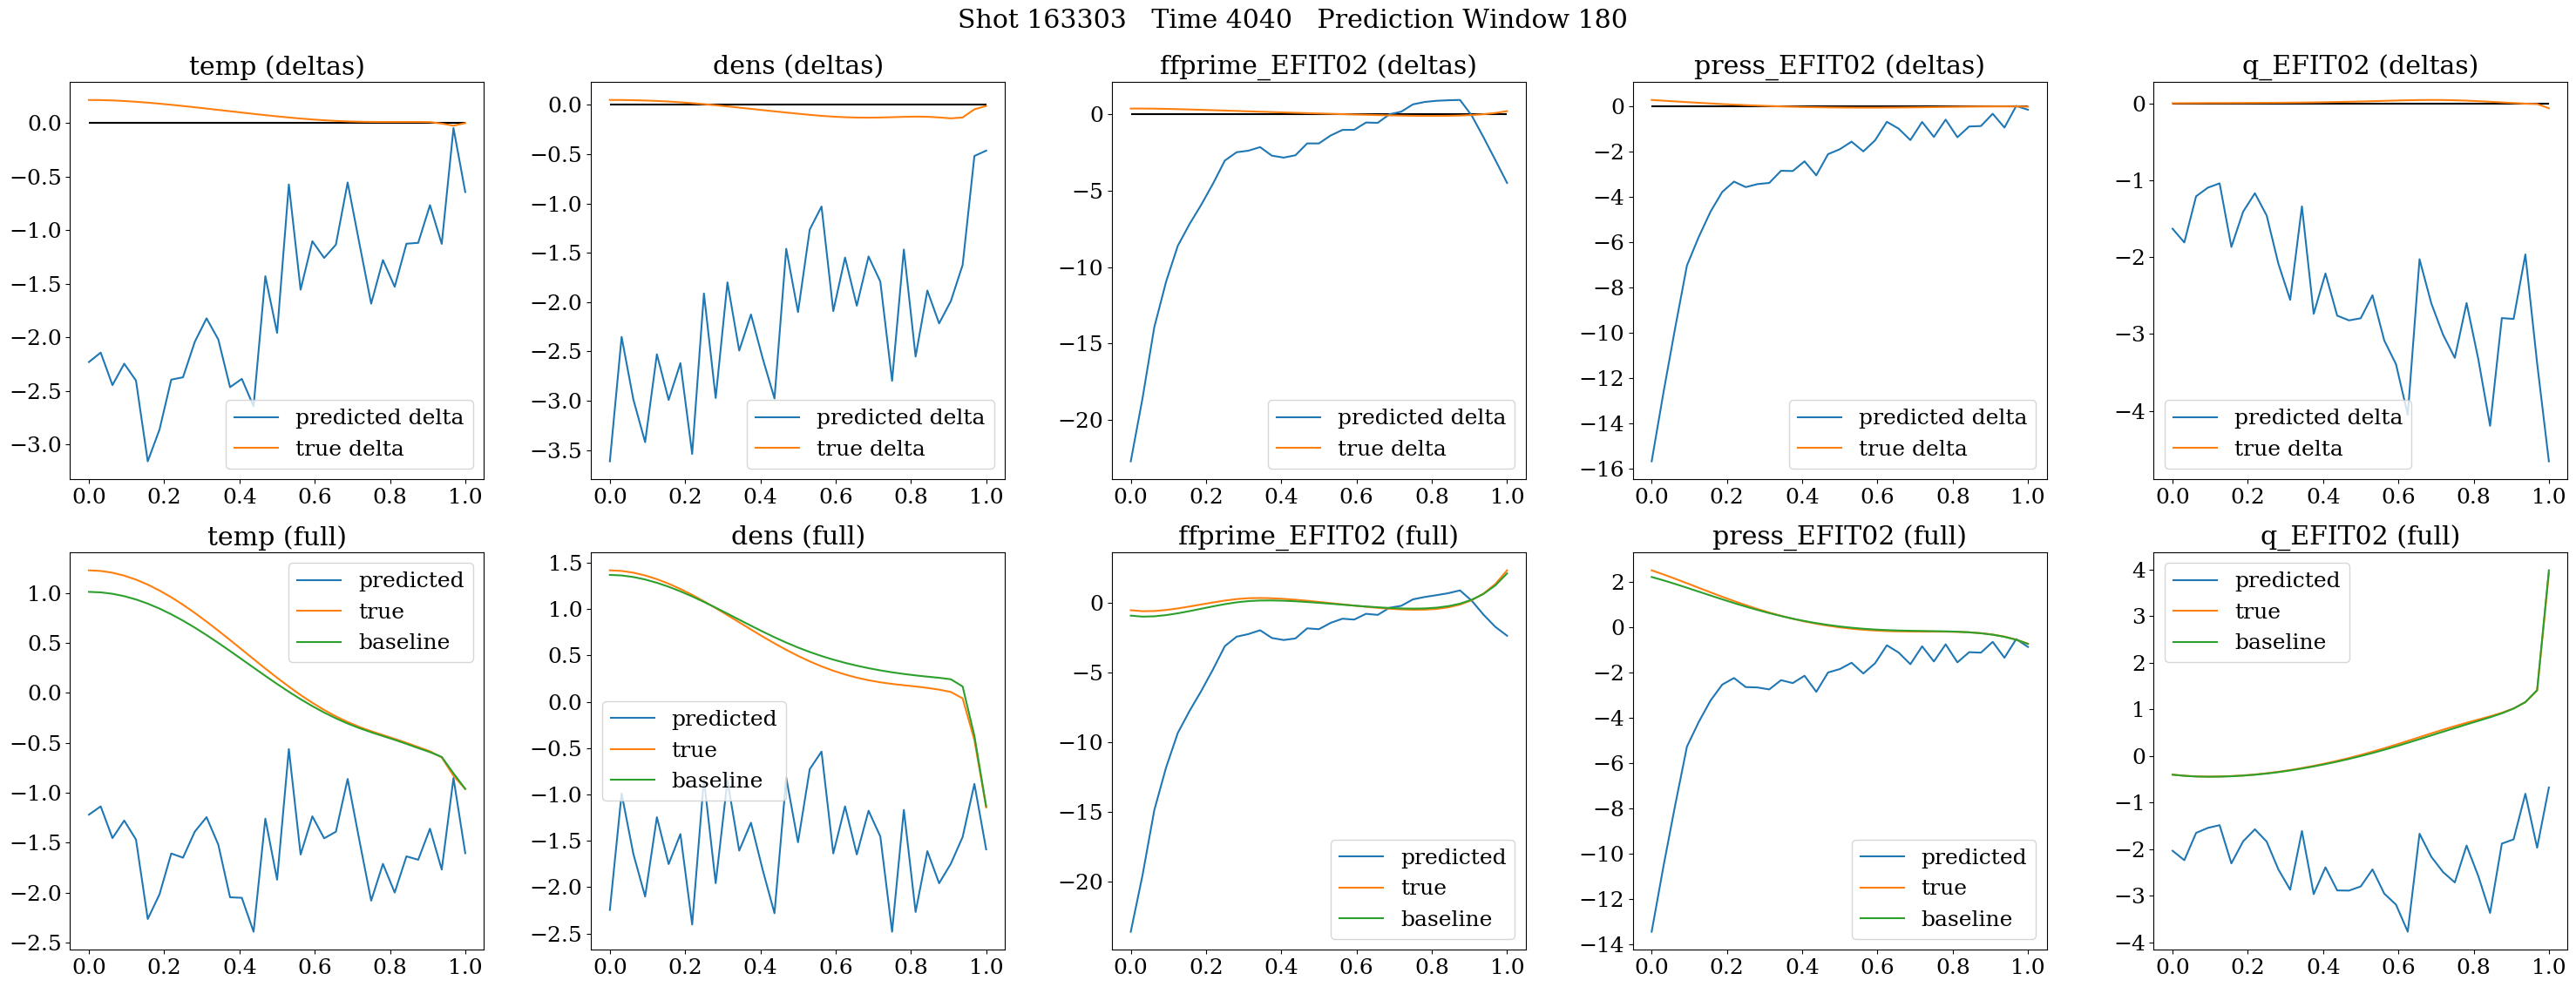 Shot 163303   Time 4040   Prediction Window 180
temp (deltas)
0.0
−0.5
−1.0
−1.5
−2.0
−2.5
−3.0
predicted delta
true delta
0.0 0.2 0.4 0.6 0.8 1.0
dens (deltas)
0.0
−0.5
−1.0
−1.5
−2.0
−2.5
−3.0
−3.5
predicted delta
true delta
0.0 0.2 0.4 0.6 0.8 1.0
ffprime_EFIT02 (deltas)
0
−5
−10
−15
−20
predicted delta
true delta
0.0 0.2 0.4 0.6 0.8 1.0
press_EFIT02 (deltas)
0
−2
−4
−6
−8
−10
−12
−14
−16
predicted delta
true delta
0.0 0.2 0.4 0.6 0.8 1.0
q_EFIT02 (deltas)
0
−1
−2
−3
−4
predicted delta
true delta
0.0 0.2 0.4 0.6 0.8 1.0
temp (full)
1.0
0.5
0.0
−0.5
−1.0
−1.5
−2.0
−2.5
predicted
true
baseline
0.0 0.2 0.4 0.6 0.8 1.0
dens (full)
1.5
1.0
0.5
0.0
−0.5
−1.0
−1.5
−2.0
−2.5
predicted
true
baseline
0.0 0.2 0.4 0.6 0.8 1.0
ffprime_EFIT02 (full)
0
−5
−10
−15
−20
predicted
true
baseline
0.0 0.2 0.4 0.6 0.8 1.0
press_EFIT02 (full)
2
0
−2
−4
−6
−8
−10
−12
−14
predicted
true
baseline
0.0 0.2 0.4 0.6 0.8 1.0
q_EFIT02 (full)
4
3
2
1
0
−1
−2
−3
−4
predicted
true
baseline
0.0 0.2 0.4 0.6 0.8 1.0